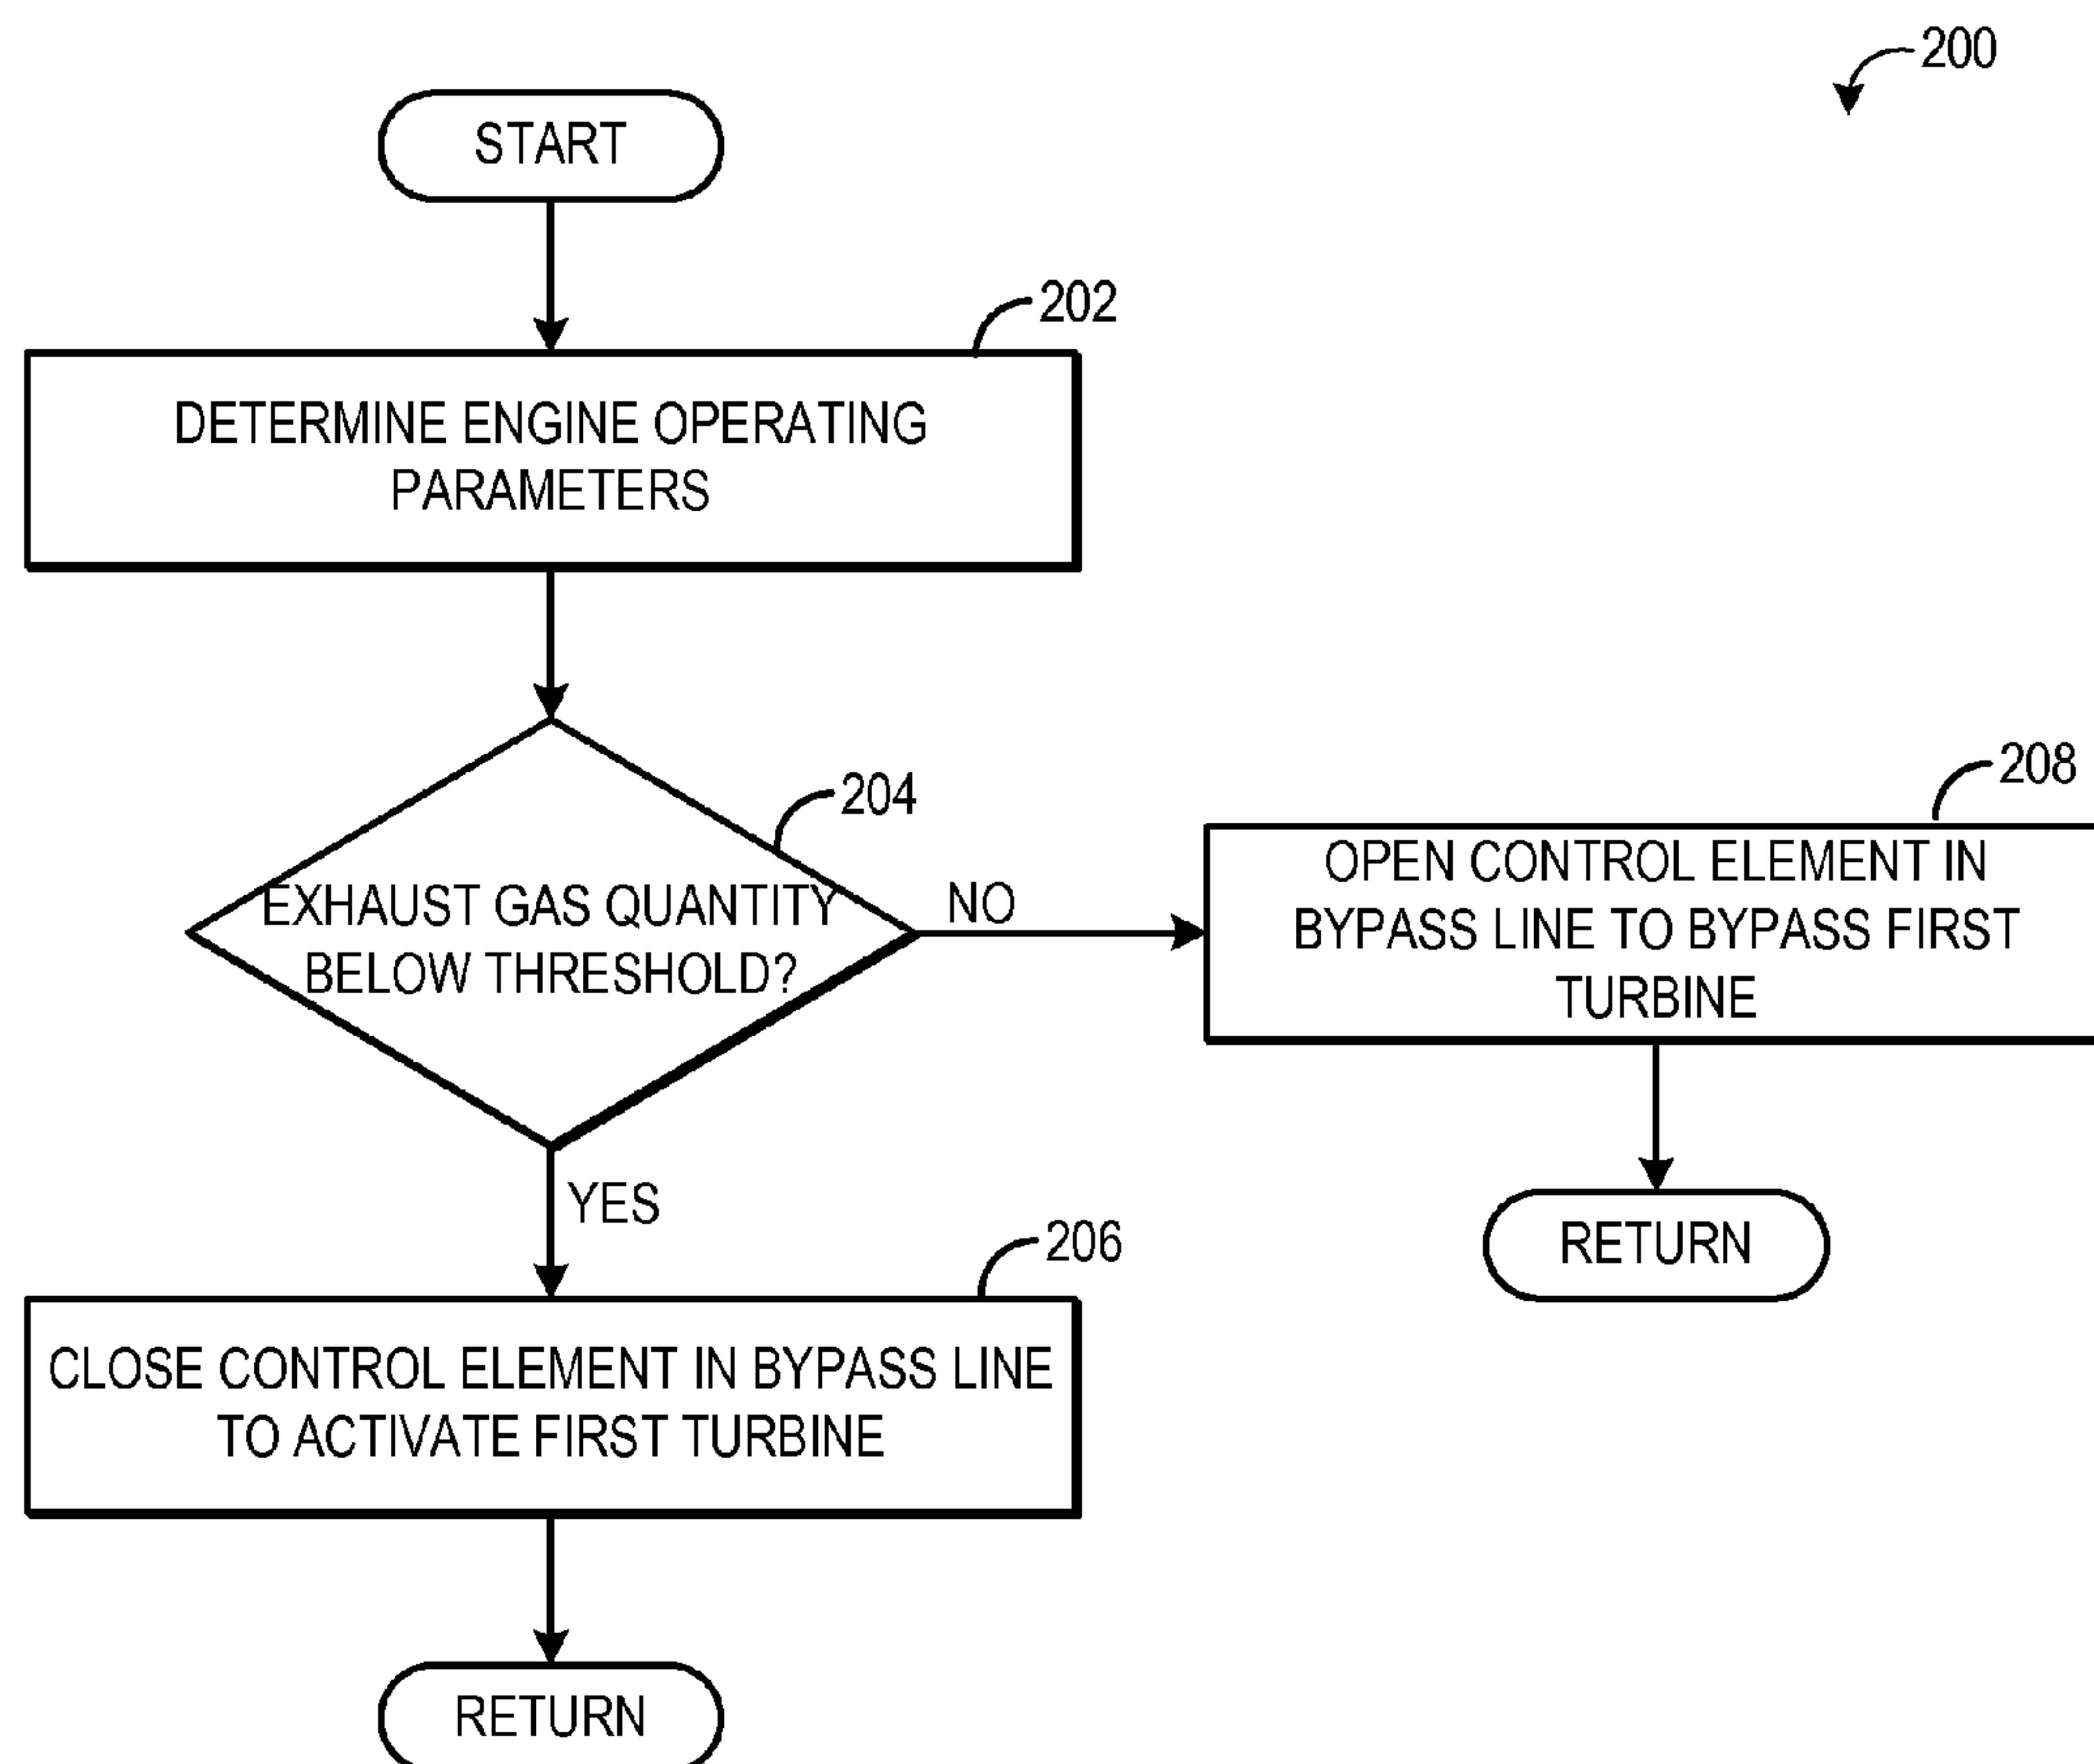 200
START
202
DETERMINE ENGINE OPERATING
PARAMETERS
204
EXHAUST GAS QUANTITY
BELOW THRESHOLD?
NO
208
OPEN CONTROL ELEMENT IN
BYPASS LINE TO BYPASS FIRST
TURBINE
RETURN
YES
206
CLOSE CONTROL ELEMENT IN BYPASS LINE
TO ACTIVATE FIRST TURBINE
RETURN